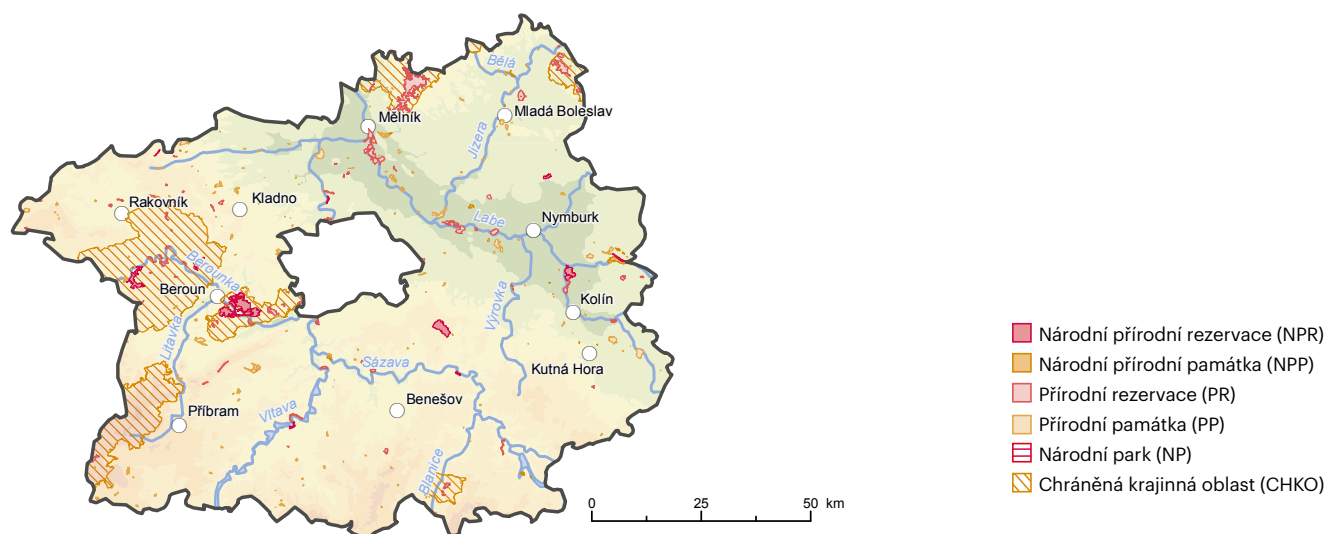 Bělá
Mělník
Mladá Boleslav
Jizera
Rakovník
Kladno
Labe
Nymburk
Berounka
Beroun
Kolín
Výrovka
Litavka
Sázava
Kutná Hora
Benešov
Příbram
Vltava
Blanice
0 25 50 km
Národní přírodní rezervace (NPR)
Národní přírodní památka (NPP)
Přírodní rezervace (PR)
Přírodní památka (PP)
Národní park (NP)
Chráněná krajinná oblast (CHKO)